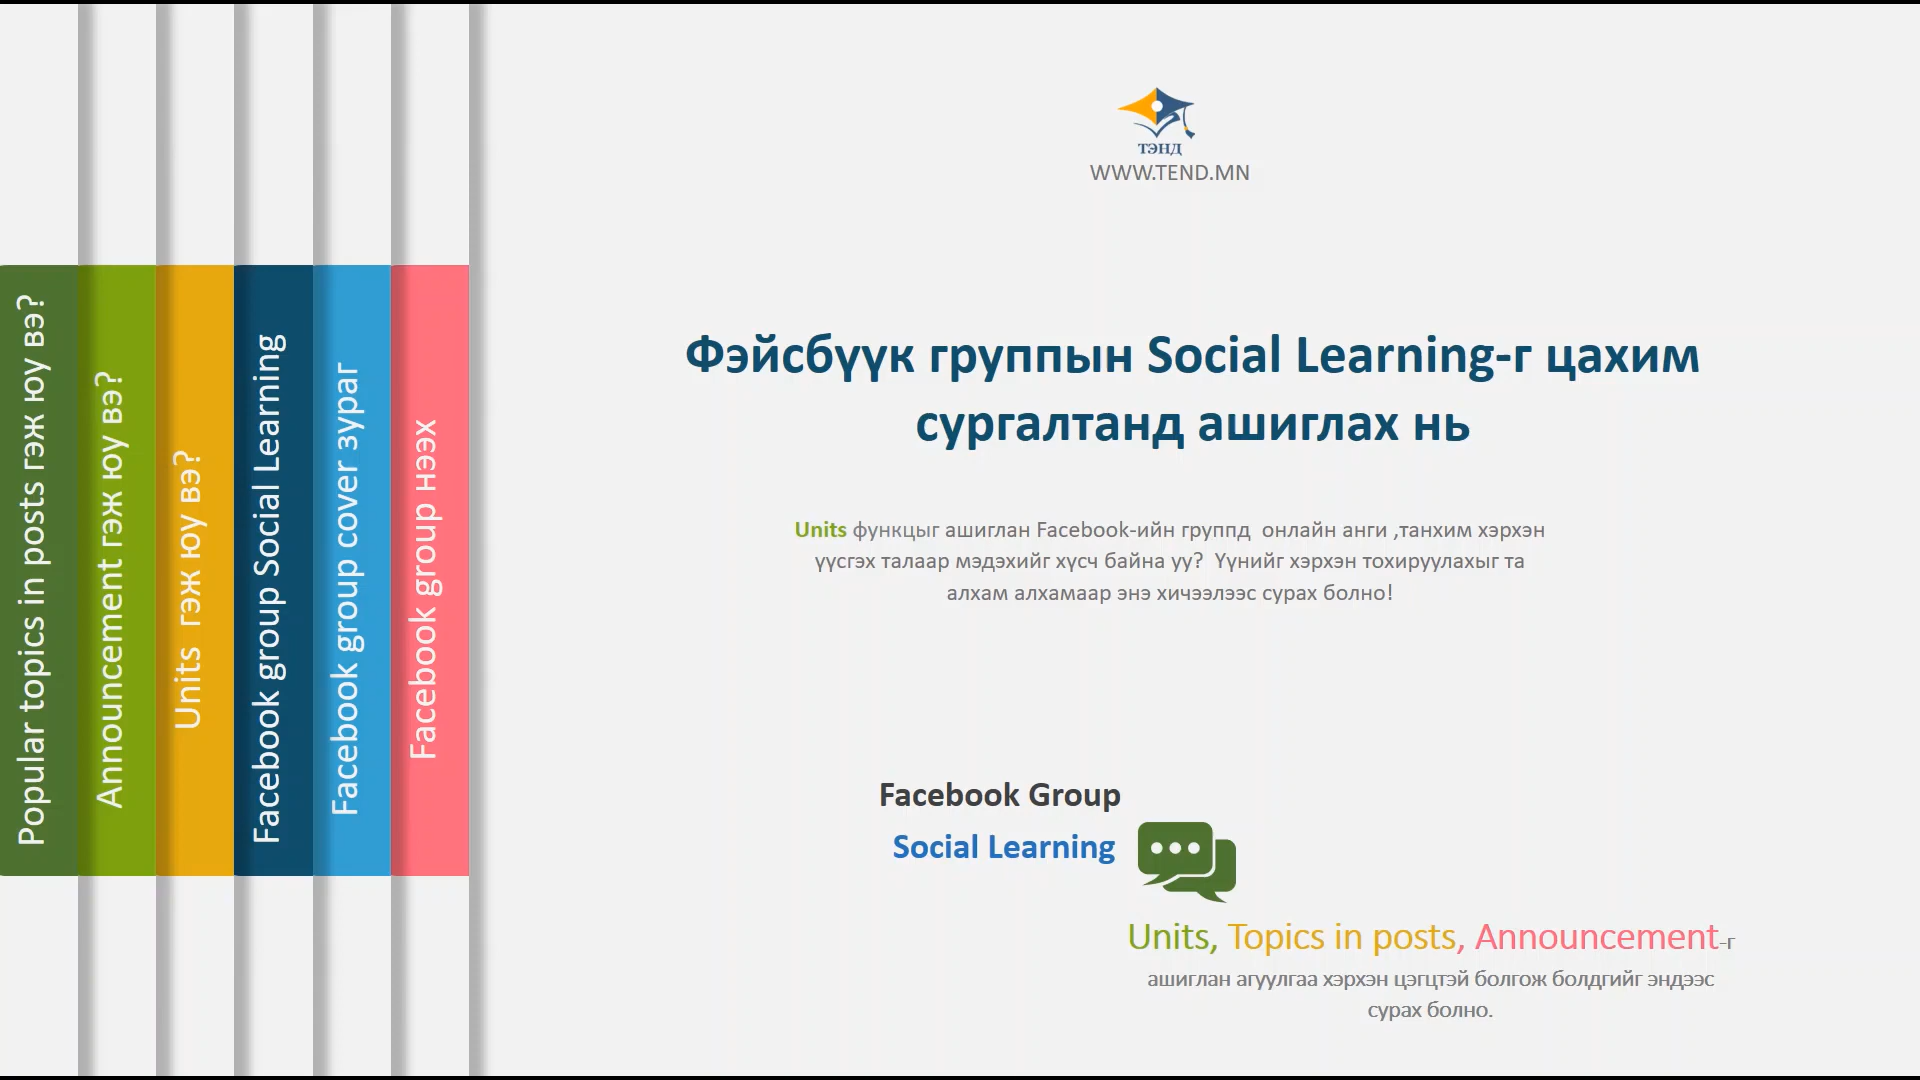 ТЭНД
WWW.TEND.MN
Popular topics in posts гэж юу вэ?
Announcement гэж юу вэ?
Units гэж юу вэ?
Facebook group Social Learning
Facebook group cover зураг
Facebook group нээх
Фэйсбүүк группын Social Learning-г цахим
сургалтанд ашиглах нь
Units функцыг ашиглан Facebook-ийн группд онлайн анги ,танхим хэрхэн
үүсгэх талаар мэдэхийг хүсч байна уу? Үүнийг хэрхэн тохируулахыг та
алхам алхамаар энэ хичээлээс сурах болно!
Facebook Group
Social Learning
Units, Topics in posts, Announcement-г
ашиглан агуулгаа хэрхэн цэгцтэй болгож болдгийг эндээс
сурах болно.